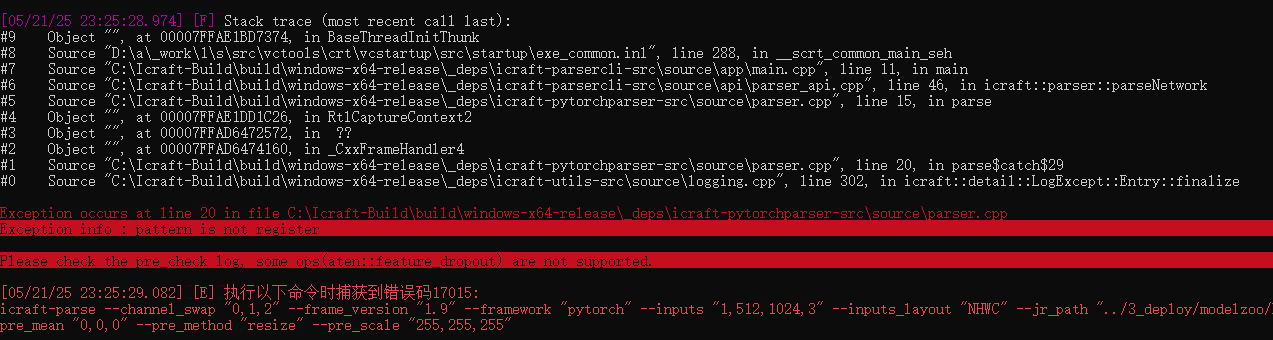 [05/21/25 23:25:28.974] [F] Stack trace (most recent call last):
#9 Object "", at 00007FFAE1BD7374, in BaseThreadInitThunk
#8 Source "D:\a\_work\1\s\src\vctools\crt\vcstartup\src\startup\exe_common.inl", line 288, in __scrt_common_main_seh
#7 Source "C:\Icraft-Build\build\windows-x64-release\_deps\icraft-parsercli-src\source\app\main.cpp", line 11, in main
#6 Source "C:\Icraft-Build\build\windows-x64-release\_deps\icraft-parsercli-src\source\api\parser_api.cpp", line 46, in icraft::parser::parseNetwork
#5 Source "C:\Icraft-Build\build\windows-x64-release\_deps\icraft-pytorchparser-src\source\parser.cpp", line 15, in parse
#4 Object "", at 00007FFAE1DD1C26, in RtlCaptureContext2
#3 Object "", at 00007FFAD6472572, in ??
#2 Object "", at 00007FFAD6474160, in _CxxFrameHandler4
#1 Source "C:\Icraft-Build\build\windows-x64-release\_deps\icraft-pytorchparser-src\source\parser.cpp", line 20, in parse$catch$29
#0 Source "C:\Icraft-Build\build\windows-x64-release\_deps\icraft-utils-src\source\logging.cpp", line 302, in icraft::detail::LogExcept::Entry::finalize
Exception occurs at line 20 in file C:\Icraft-Build\build\windows-x64-release\_deps\icraft-pytorchparser-src\source\parser.cpp
Exception info : pattern is not register
Please check the pre_check log, some ops(aten::feature_dropout) are not supported.
[05/21/25 23:25:29.082] [E] 执行以下命令时捕获到错误码17015:
icraft-parse --channel_swap "0,1,2" --frame_version "1.9" --framework "pytorch" --inputs "1,512,1024,3" --inputs_layout "NHWC" --jr_path "../3_deploy/modelzoo/
pre_mean "0,0,0" --pre_method "resize" --pre_scale "255,255,255"